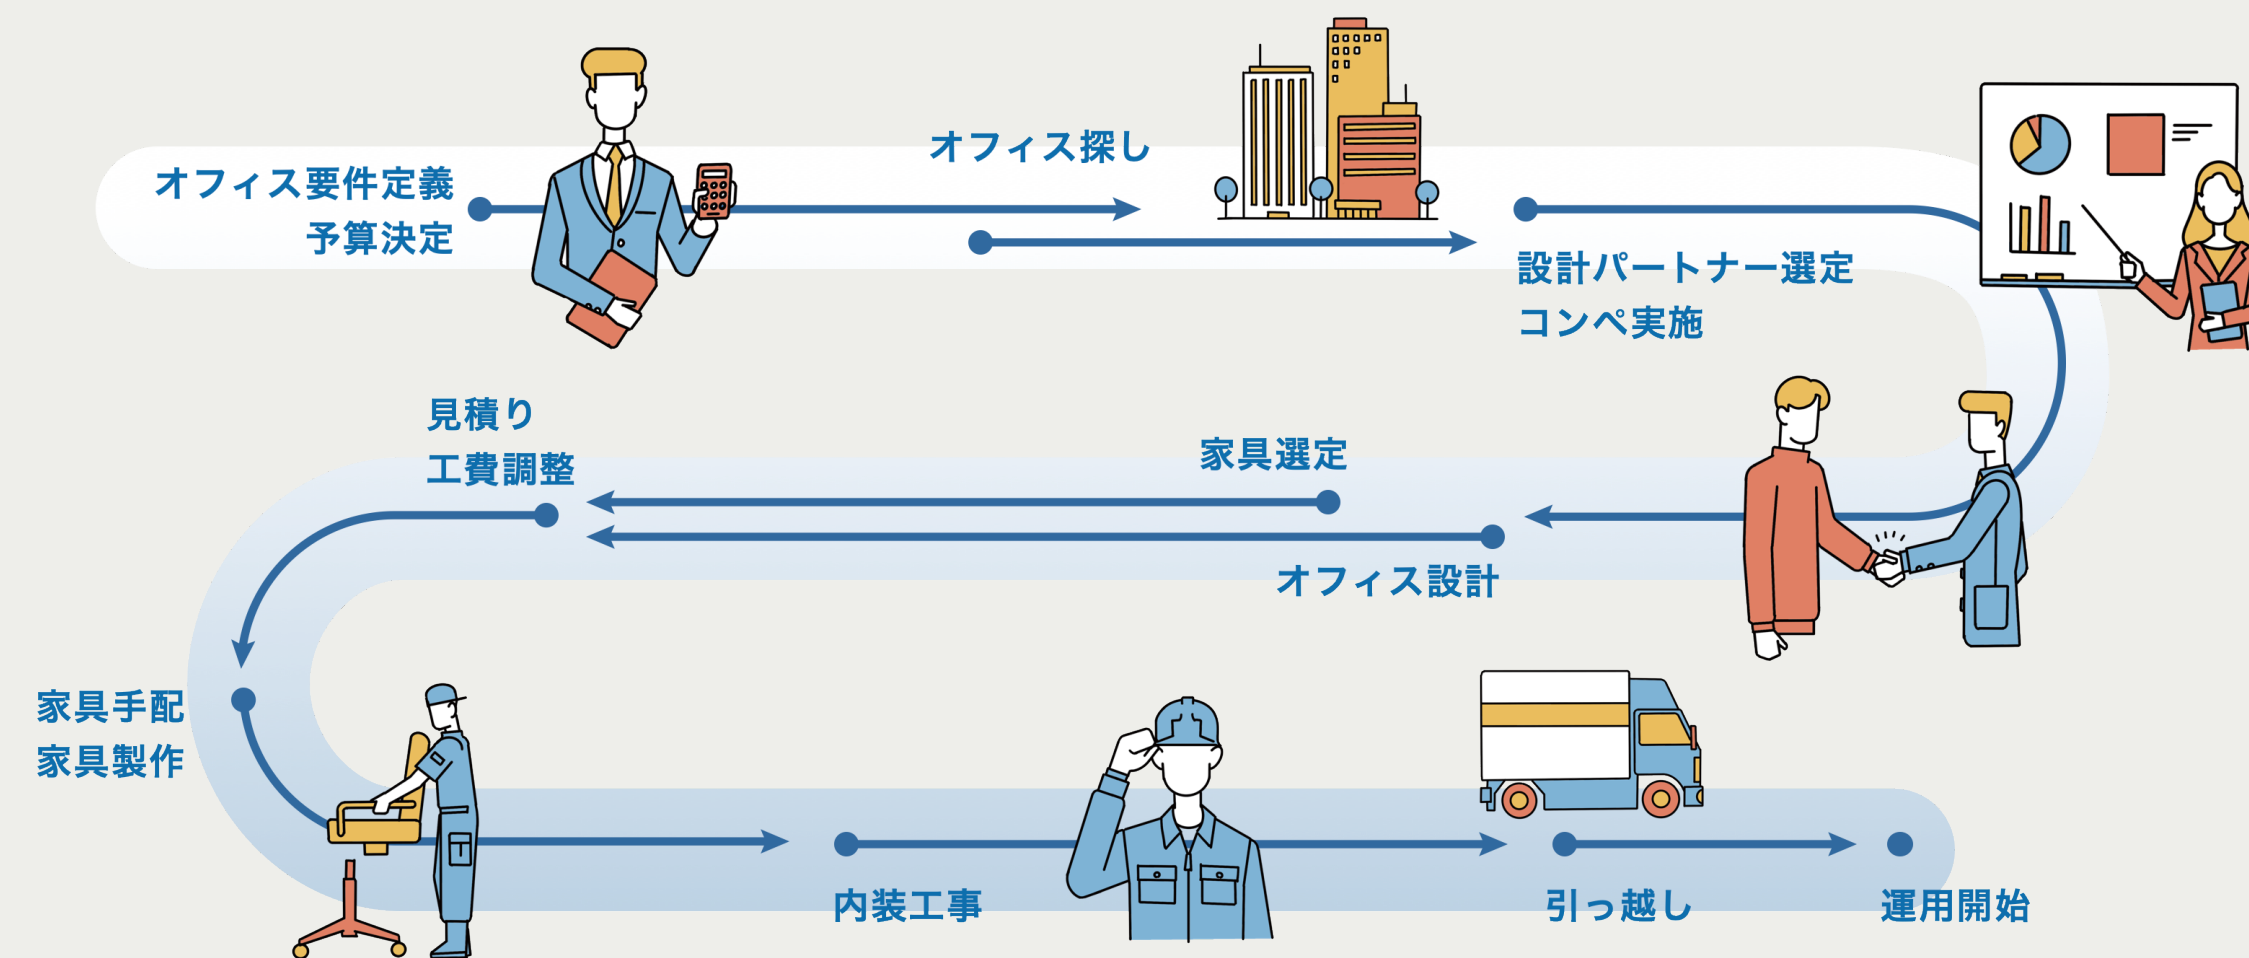 オフィス要件定義
予算決定
オフィス探し
設計パートナー選定
コンペ実施
家具選定
オフィス設計
見積り
工費調整
家具手配
家具製作
内装工事
引っ越し
運用開始